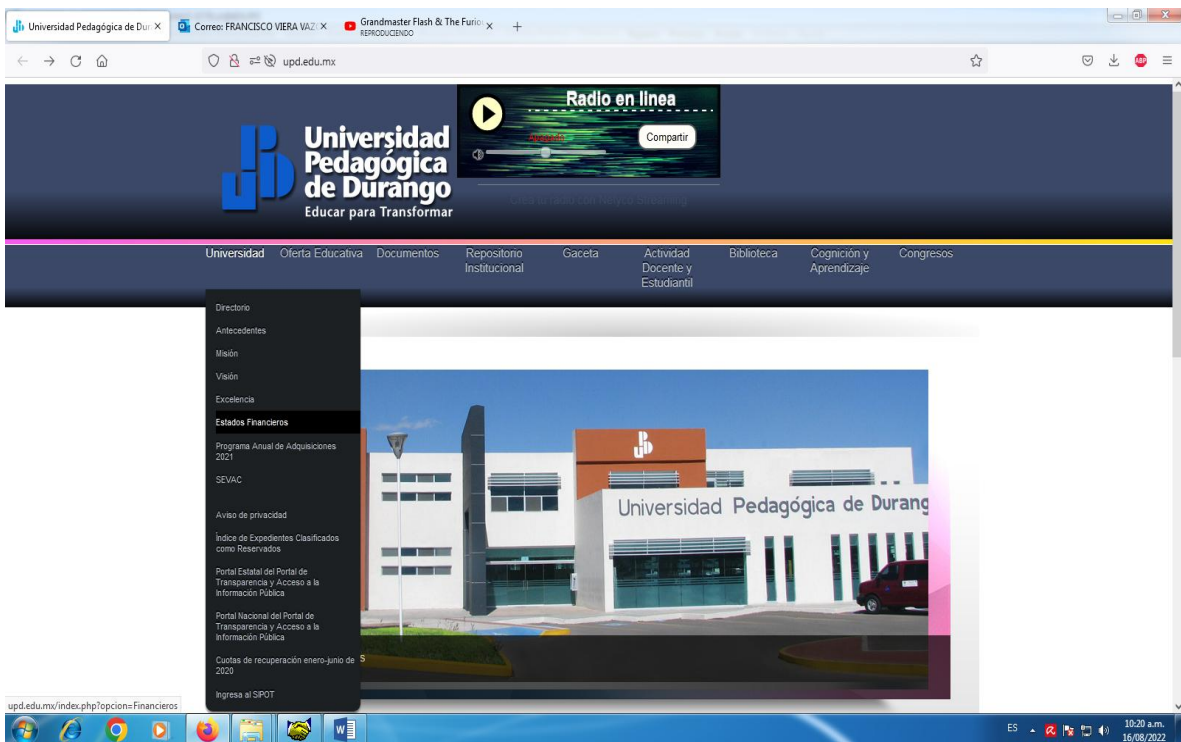 Universidad Pedagógica de Dur
Correo: FRANCISCO VIERA VAZ
Grandmaster Flash & The Furio
REPRODUCIENDO
upd.edu.mx
ABP
Radio en linea
Apagado
Compartir
Universidad
Pedagógica
de Durango
Educar para Transformar
Universidad
Oferta Educativa
Documentos
Repositorio
Institucional
Gaceta
Actividad
Docente y
Estudiantil
Biblioteca
Cognición y
Aprendizaje
Congresos
Directorio
Antecedentes
Misión
Visión
Excelencia
Estados Financieros
Programa Anual de Adquisiciones
2021
SEVAC
Aviso de privacidad
Índice de Expedientes Clasificados
como Reservados
Portal Estatal del Portal de
Transparencia y Acceso a la
Información Pública
Portal Nacional del Portal de
Transparencia y Acceso a la
Información Pública
Cuotas de recuperación enero-junio de
2020
Ingresa al SIPOT
Universidad Pedagógica de Durang
s
upd.edu.mx/index.php?opcion=Financieros
ES
10:20 a.m.
16/08/2022